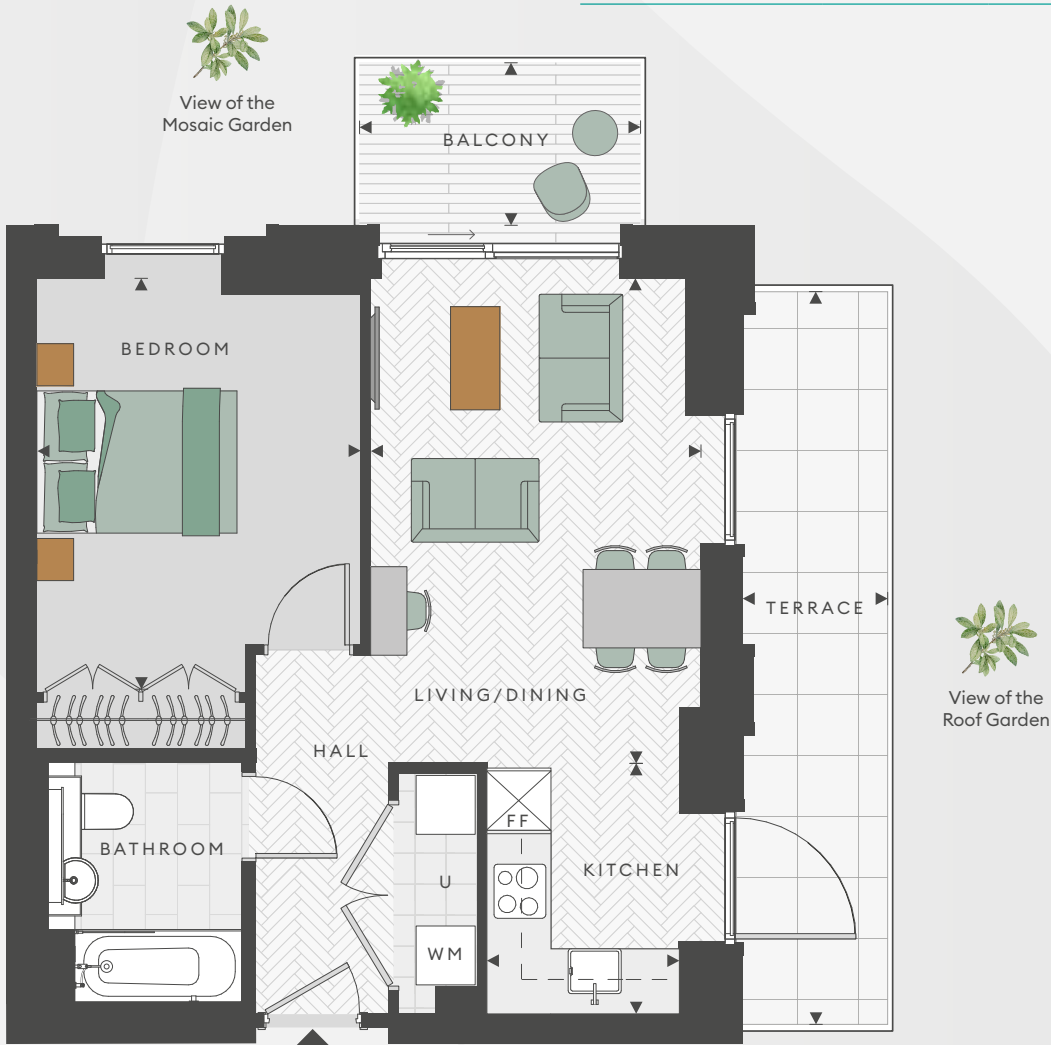 View of the
Mosaic Garden
BALCONY
BEDROOM
TERRACE
View of the
Roof Garden
LIVING/DINING
HALL
FF
BATHROOM
U
KITCHEN
WM